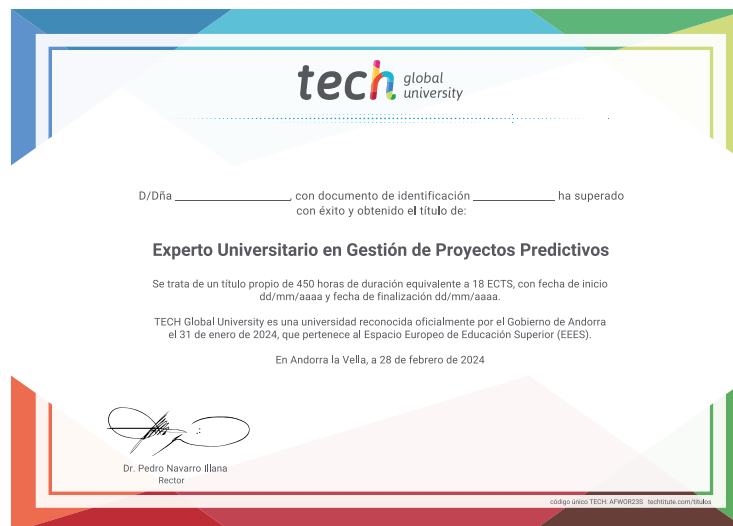 tech global university
D/Dña ______________, con documento de identificación ______________ ha superado
con éxito y obtenido el título de:
Experto Universitario en Gestión de Proyectos Predictivos
Se trata de un título propio de 450 horas de duración equivalente a 18 ECTS, con fecha de inicio
dd/mm/aaaa y fecha de finalización dd/mm/aaaa.
TECH Global University es una universidad reconocida oficialmente por el Gobierno de Andorra
el 31 de enero de 2024, que pertenece al Espacio Europeo de Educación Superior (EEES).
En Andorra la Vella, a 28 de febrero de 2024
Dr. Pedro Navarro Illana
Rector
código único TECH: AFWOR23S techtitute.com/titulos